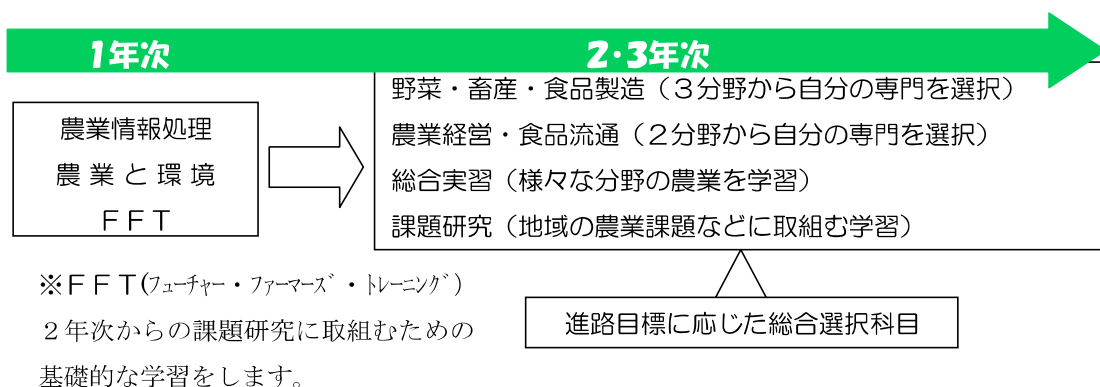 1年次
2・3年次
農業情報処理
農業と環境
ＦＦＴ
野菜・畜産・食品製造（３分野から自分の専門を選択）
農業経営・食品流通（２分野から自分の専門を選択）
総合実習（様々な分野の農業を学習）
課題研究（地域の農業課題などに取組む学習）
進路目標に応じた総合選択科目
※ＦＦＴ(フューチャー・ファーマーズ・トレーニング)
２年次からの課題研究に取組むための
基礎的な学習をします。